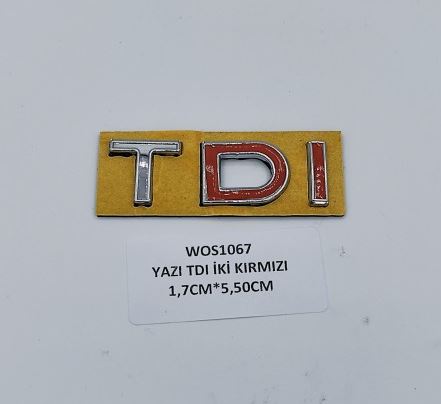 TDI
WOS1067
YAZI TDI İKİ KIRMIZI
1,7CM*5,50CM